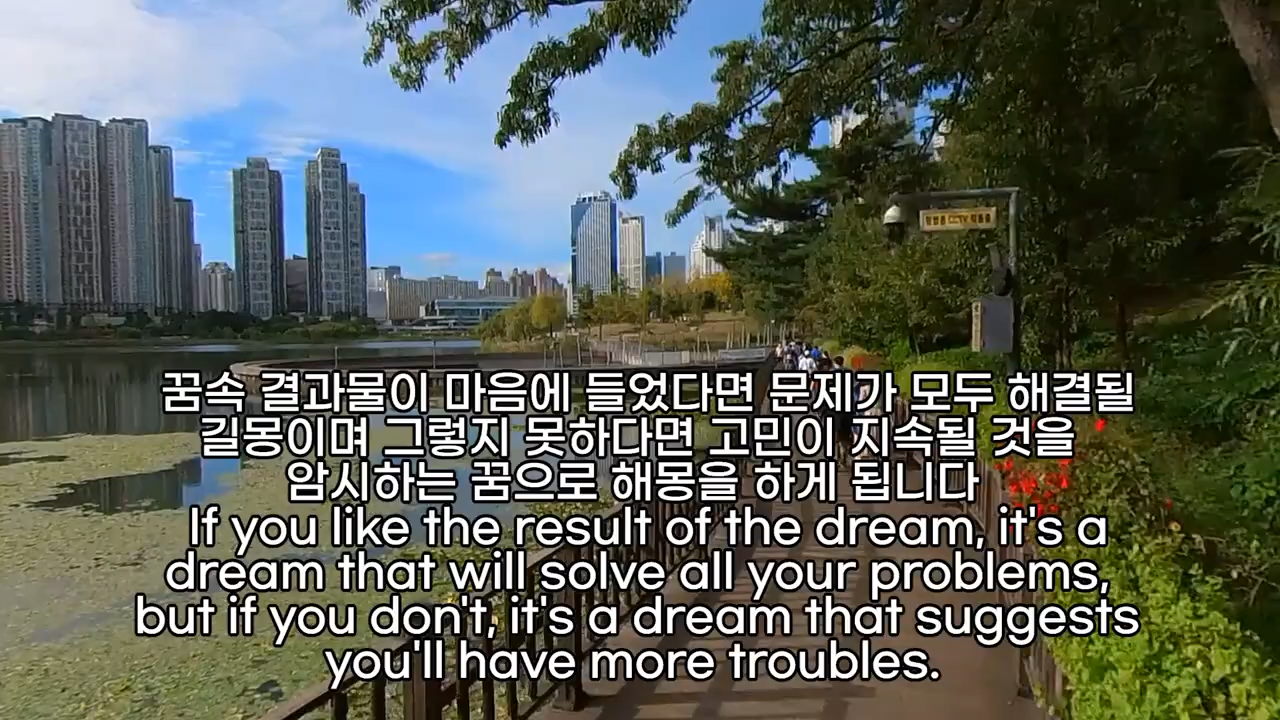 꿈속 결과물이 마음에 들었다면 문제가 모두 해결될
길몽이며 그렇지 못하다면 고민이 지속될 것을
암시하는 꿈으로 해몽을 하게 됩니다
If you like the result of the dream, it's a
dream that will solve all your problems,
but if you don't, it's a dream that suggests
you'll have more troubles.
CCTV